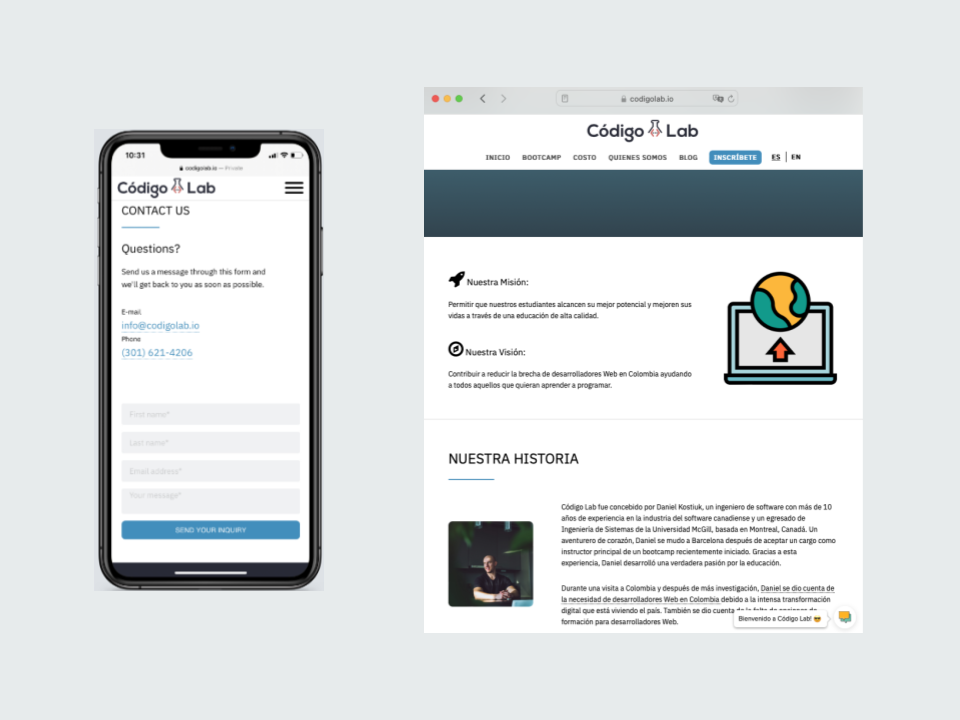 10:31
codigolab.io — Private
Código Lab
CONTACT US
Questions?
Send us a message through this form and
we'll get back to you as soon as possible.
E-mail
info@codigolab.io
Phone
(301) 621-4206
First name*
Last name*
Email address*
Your message*
SEND YOUR INQUIRY
codigolab.io
Código Lab
INICIO BOOTCAMP COSTO QUIENES SOMOS BLOG INSCRÍBETE ES | EN
Nuestra Misión:
Permitir que nuestros estudiantes alcancen su mejor potencial y mejoren sus
vidas a través de una educación de alta calidad.
Nuestra Visión:
Contribuir a reducir la brecha de desarrolladores Web en Colombia ayudando
a todos aquellos que quieran aprender a programar.
NUESTRA HISTORIA
Código Lab fue concebido por Daniel Kostiuk, un ingeniero de software con más de 10
años de experiencia en la industria del software canadiense y un egresado de
Ingeniería de Sistemas de la Universidad McGill, basada en Montreal, Canadá. Un
aventurero de corazón, Daniel se mudo a Barcelona después de aceptar un cargo como
instructor principal de un bootcamp recientemente iniciado. Gracias a esta
experiencia, Daniel desarrolló una verdadera pasión por la educación.
Durante una visita a Colombia y después de más investigación, Daniel se dio cuenta de
la necesidad de desarrolladores Web en Colombia debido a la intensa transformación
digital que está viviendo el país. También se dio cuenta
formación para desarrolladores Web.
Bienvenido a Código Lab! 😎